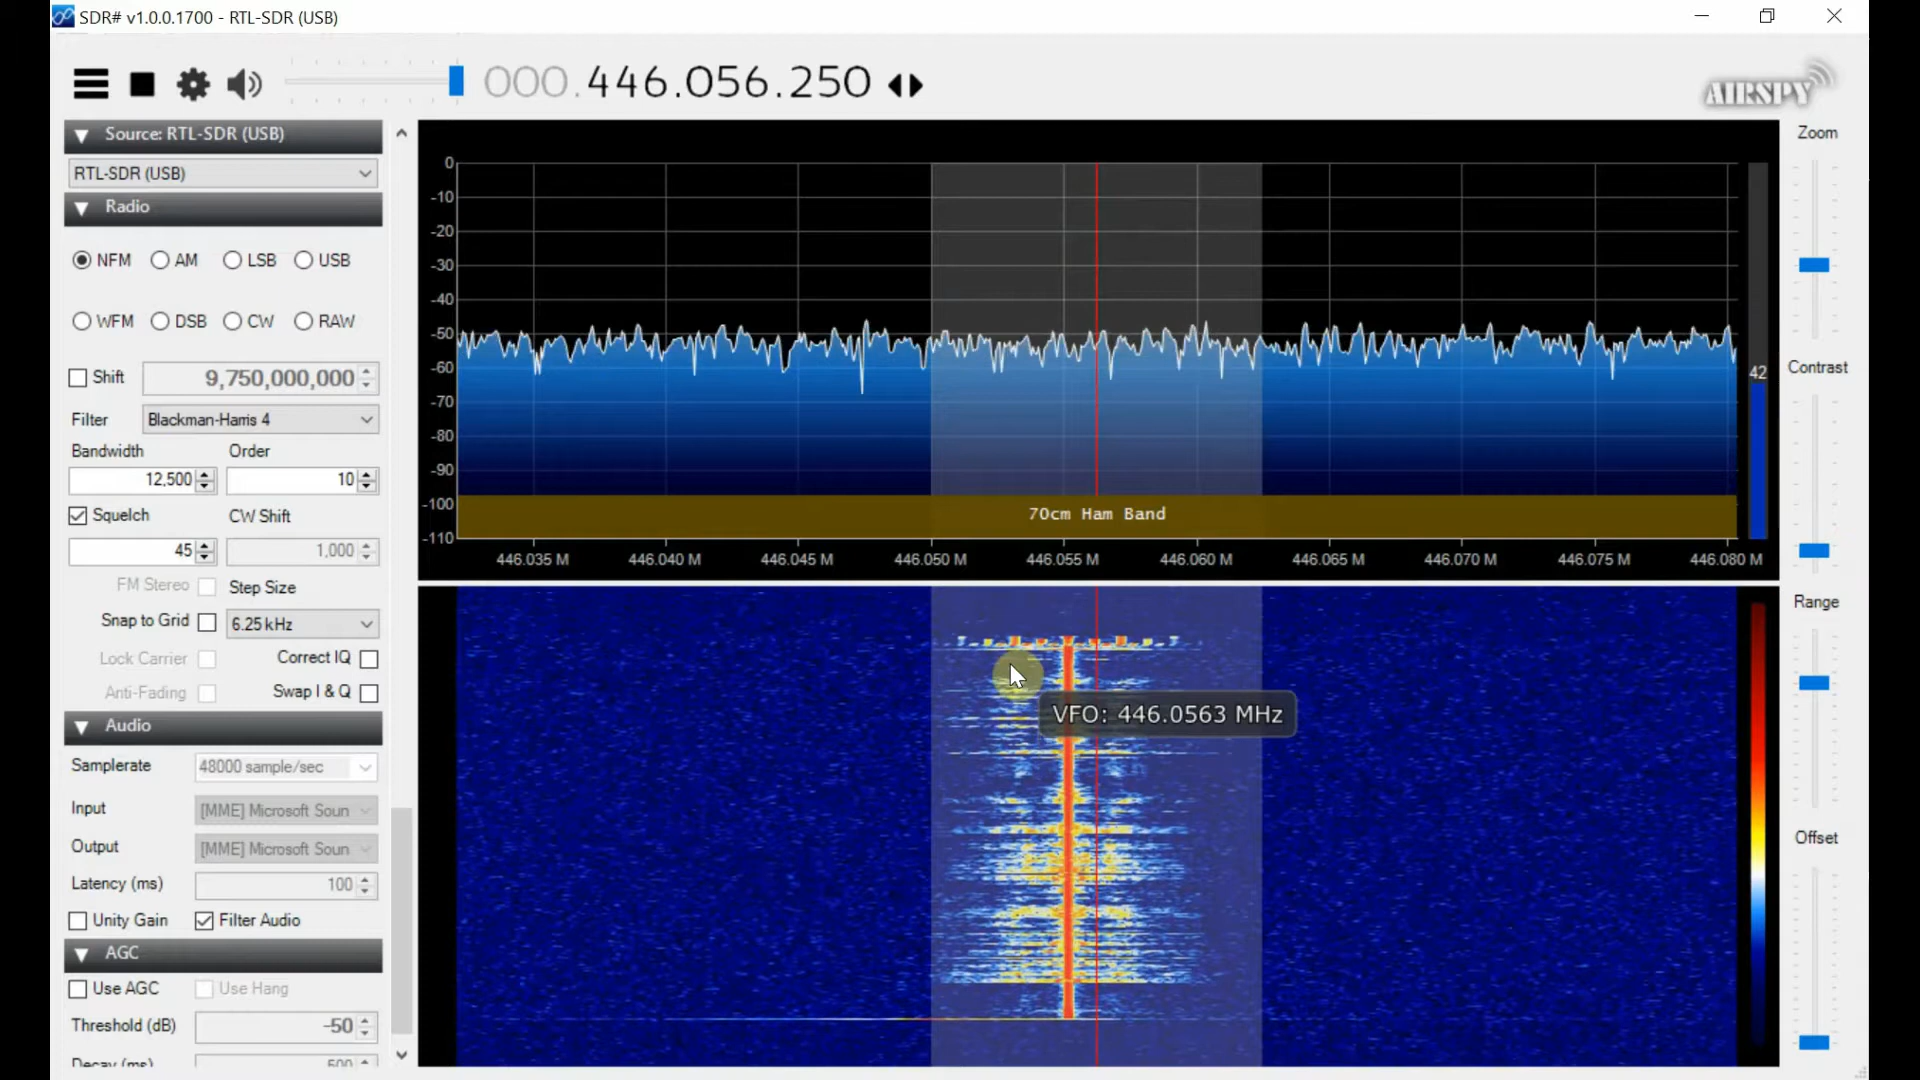 SDR# v1.0.0.1700 - RTL-SDR (USB)
000.446.056.250
AIRSPY
Source: RTL-SDR (USB)
RTL-SDR (USB)
Radio
NFM AM LSB USB
WFM DSB CW RAW
Shift 9,750,000,000
Filter Blackman-Harris 4
Bandwidth Order
12,500 10
Squelch CW Shift
45 1,000
FM Stereo Step Size
Snap to Grid 6.25 kHz
Lock Carrier Correct IQ
Anti-Fading Swap I & Q
Audio
Samplerate 48000 sample/sec
Input [MME] Microsoft Soun
Output [MME] Microsoft Soun
Latency (ms) 100
Unity Gain Filter Audio
AGC
Use AGC Use Hang
Threshold (dB) -50
Decay (ms) 500
0
-10
-20
-30
-40
-50
-60
-70
-80
-90
-100
-110
70cm Ham Band
446.035 M 446.040 M 446.045 M 446.050 M 446.055 M 446.060 M 446.065 M 446.070 M 446.075 M 446.080 M
42
VFO: 446.0563 MHz
Zoom
Contrast
Range
Offset